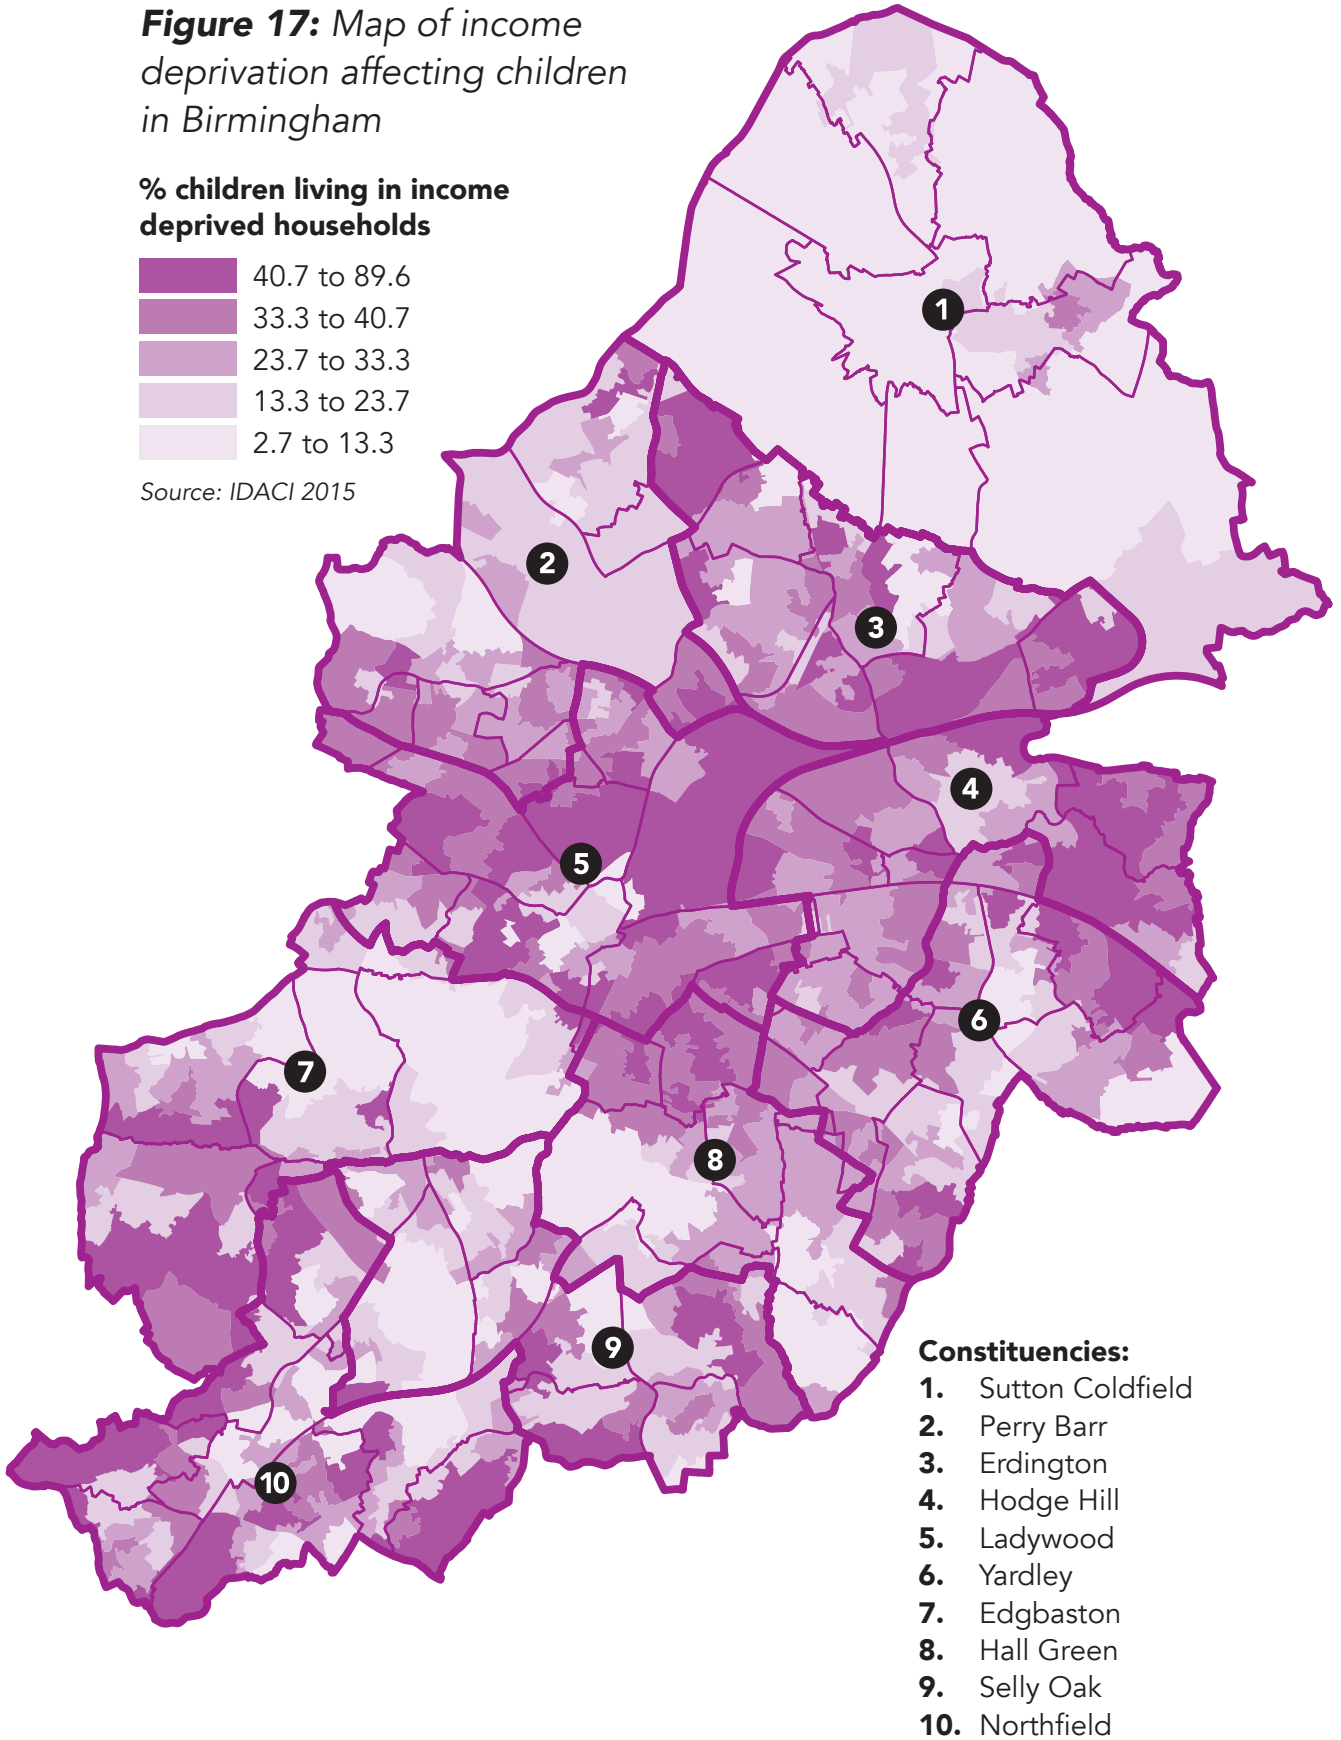 Figure 17: Map of income
deprivation affecting children
in Birmingham
% children living in income
deprived households
40.7 to 89.6
33.3 to 40.7
23.7 to 33.3
13.3 to 23.7
2.7 to 13.3
Source: IDACI 2015
1
2
3
4
5
6
7
8
9
10
Constituencies:
1. Sutton Coldfield
2. Perry Barr
3. Erdington
4. Hodge Hill
5. Ladywood
6. Yardley
7. Edgbaston
8. Hall Green
9. Selly Oak
10. Northfield